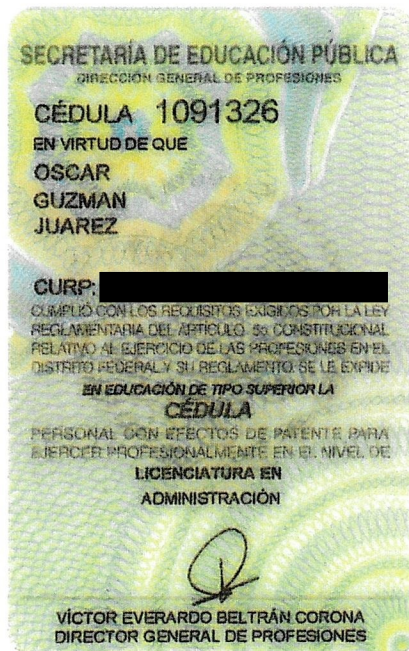 SECRETARÍA DE EDUCACIÓN PÚBLICA
DIRECCIÓN GENERAL DE PROFESIONES
CÉDULA 1091326
EN VIRTUD DE QUE
OSCAR
GUZMAN
JUAREZ
CURP:
CUMPLIÓ CON LOS REQUISITOS EXIGIDOS POR LA LEY
REGLAMENTARIA DEL ARTÍCULO 5o CONSTITUCIONAL
RELATIVO AL EJERCICIO DE LAS PROFESIONES EN EL
DISTRITO FEDERAL Y SU REGLAMENTO SE LE EXPIDE
EN EDUCACIÓN DE TIPO SUPERIOR LA
CÉDULA
PERSONAL CON EFECTOS DE PATENTE PARA
EJERCER PROFESIONALMENTE EN EL NIVEL DE
LICENCIATURA EN
ADMINISTRACIÓN
VÍCTOR EVERARDO BELTRÁN CORONA
DIRECTOR GENERAL DE PROFESIONES